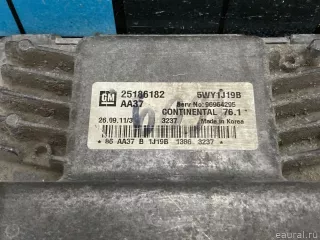 GM 25186182 5WY1J19B
AA37 Serv No: 96964295
CONTINENTAL 76.1
26.09.11/3 3237 Made in Korea
* 86 AA37 B 1J19B 1386 3237 *
© eaural.ru